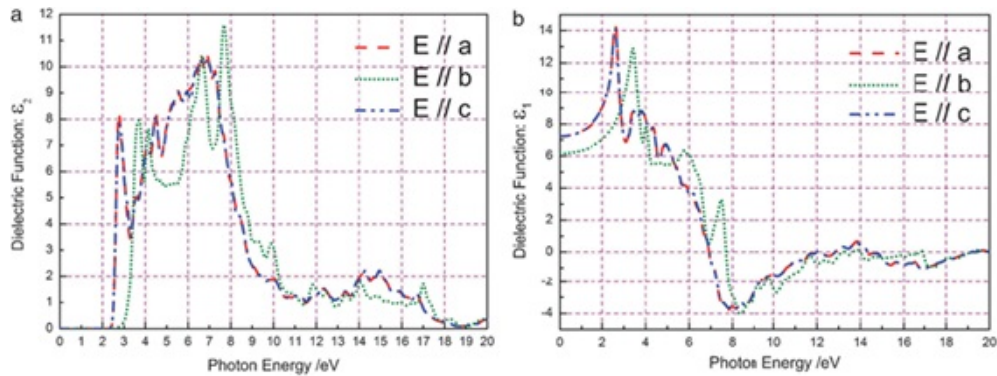 a
12
11
10
9
8
7
6
5
4
3
2
1
0
Dielectric Function: ε₂
E // a
E // b
E // c
0 1 2 3 4 5 6 7 8 9 10 11 12 13 14 15 16 17 18 19 20
Photon Energy /eV
b
14
12
10
8
6
4
2
0
-2
-4
Dielectric Function: ε₁
E // a
E // b
E // c
0 2 4 6 8 10 12 14 16 18 20
Photon Energy /eV